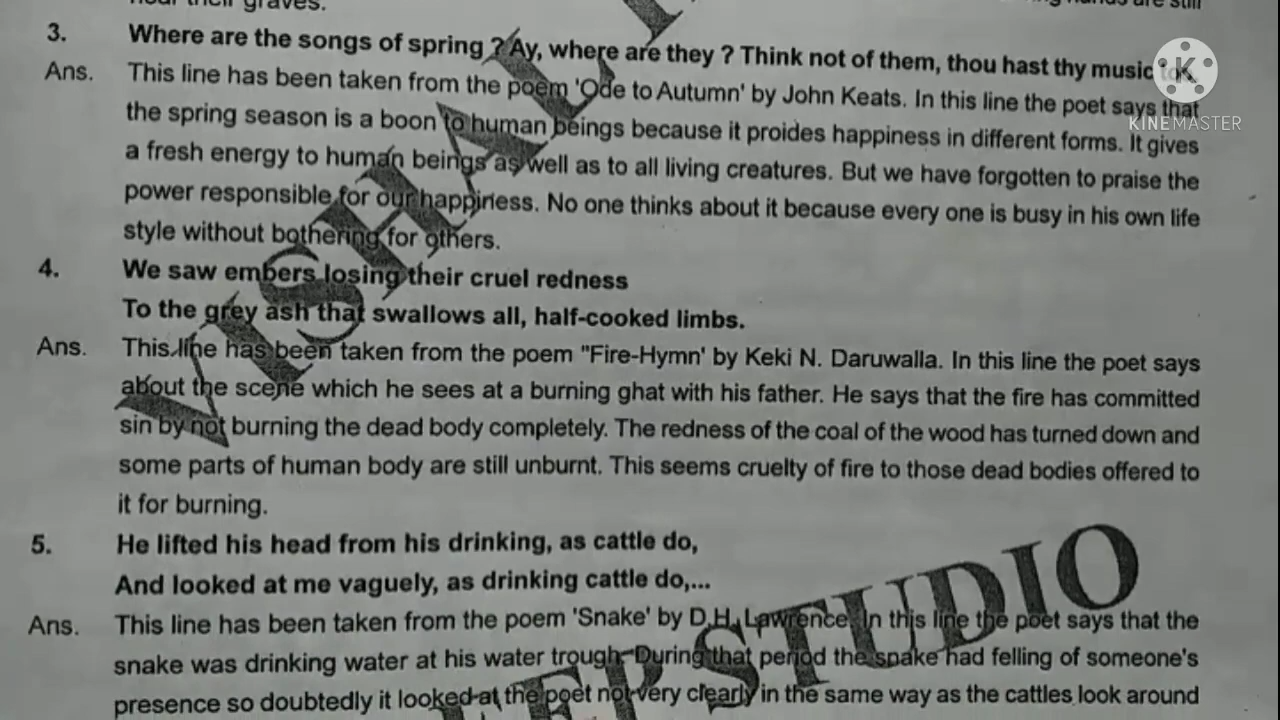 hear their graves.
3. Where are the songs of spring ? Ay, where are they ? Think not of them, thou hast thy music
Ans. This line has been taken from the poem 'Ode to Autumn' by John Keats. In this line the poet says that
the spring season is a boon to human beings because it proides happiness in different forms. It gives
a fresh energy to human beings as well as to all living creatures. But we have forgotten to praise the
power responsible for our happiness. No one thinks about it because every one is busy in his own life
style without bothering for others.
4. We saw embers losing their cruel redness
To the grey ash that swallows all, half-cooked limbs.
Ans. This line has been taken from the poem "Fire-Hymn' by Keki N. Daruwalla. In this line the poet says
about the scene which he sees at a burning ghat with his father. He says that the fire has committed
sin by not burning the dead body completely. The redness of the coal of the wood has turned down and
some parts of human body are still unburnt. This seems cruelty of fire to those dead bodies offered to
it for burning.
5. He lifted his head from his drinking, as cattle do,
And looked at me vaguely, as drinking cattle do,...
Ans. This line has been taken from the poem 'Snake' by D.H. Lawrence. In this line the poet says that the
snake was drinking water at his water trough. During that period the snake had felling of someone's
presence so doubtedly it looked at the poet not very clearly in the same way as the cattles look around
K
KINEMASTER
STUDIO